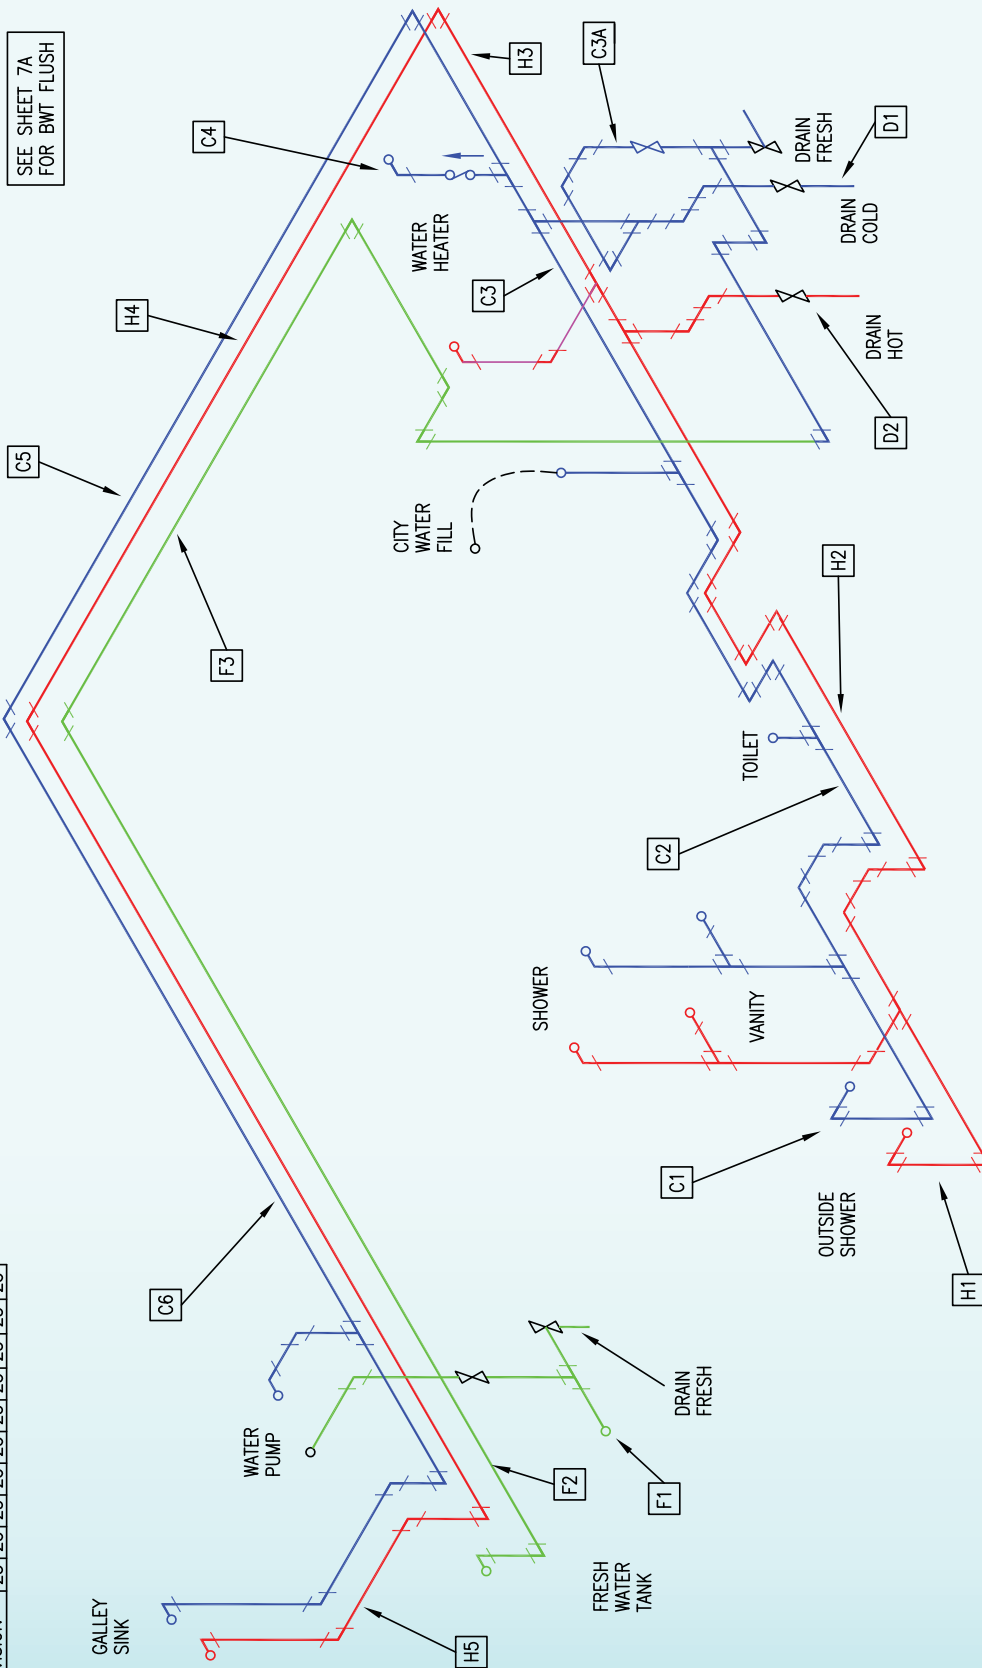 SEE SHEET 7A
FOR BWT FLUSH
C4
H3
C3A
H4
WATER
HEATER
DRAIN
FRESH
D1
DRAIN
COLD
C3
C5
DRAIN
HOT
D2
CITY
WATER
FILL
F3
H2
TOILET
C2
SHOWER
VANITY
C1
OUTSIDE
SHOWER
H1
C6
WATER
PUMP
DRAIN
FRESH
F2
F1
FRESH
WATER
TANK
GALLEY
SINK
H5